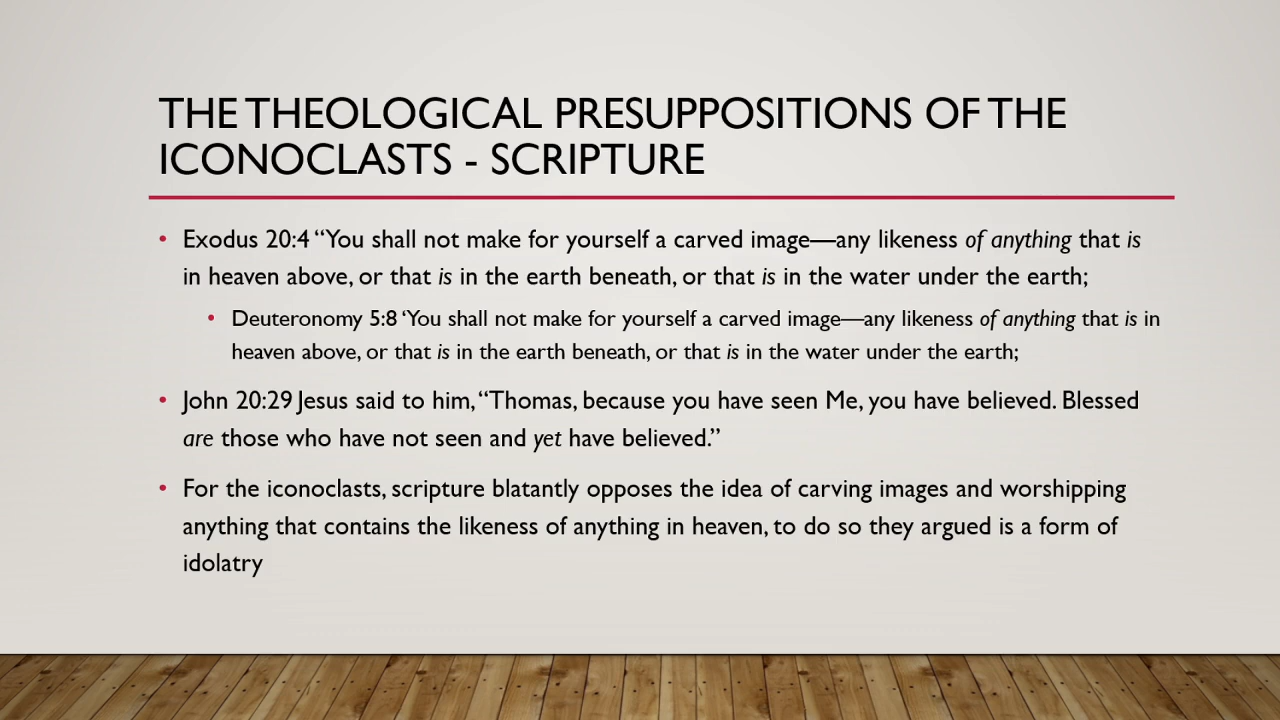 THE THEOLOGICAL PRESUPPOSITIONS OF THE
ICONOCLASTS - SCRIPTURE
• Exodus 20:4 “You shall not make for yourself a carved image—any likeness of anything that is
in heaven above, or that is in the earth beneath, or that is in the water under the earth;
• Deuteronomy 5:8 ‘You shall not make for yourself a carved image—any likeness of anything that is in
heaven above, or that is in the earth beneath, or that is in the water under the earth;
• John 20:29 Jesus said to him, “Thomas, because you have seen Me, you have believed. Blessed
are those who have not seen and yet have believed.”
• For the iconoclasts, scripture blatantly opposes the idea of carving images and worshipping
anything that contains the likeness of anything in heaven, to do so they argued is a form of
idolatry